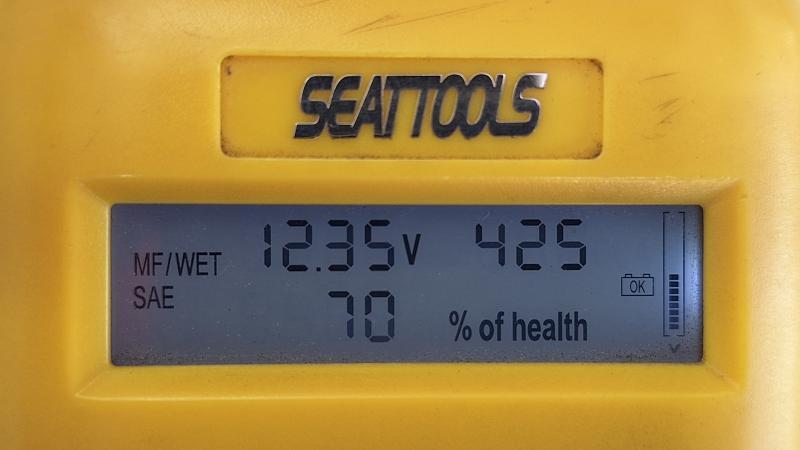 SEATTOOLS
MF/WET 12.35V 425
SAE 70 % of health
OK